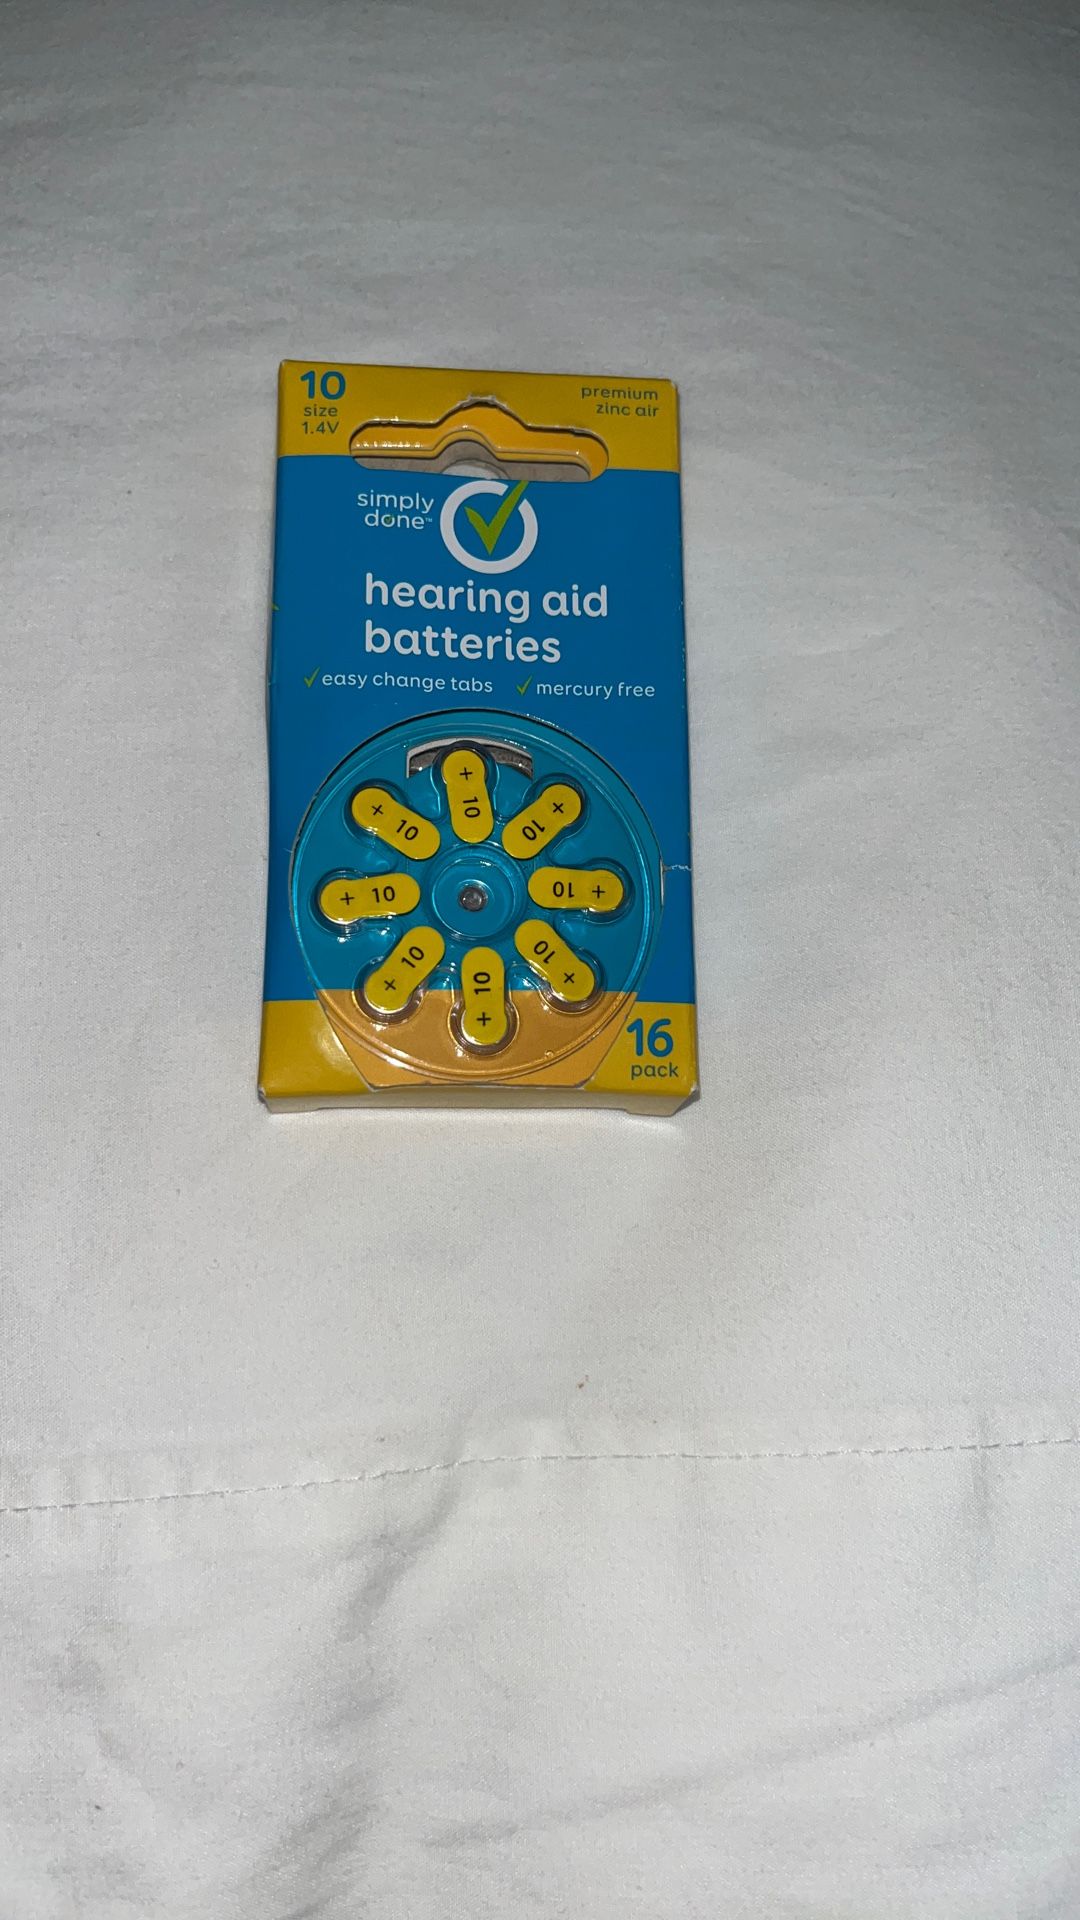 10
size
1.4V
premium
zinc air
simply
done™
hearing aid
batteries
easy change tabs
mercury free
+ 10
+ 10
+ 10
+ 10
+ 10
+ 10
+ 10
+ 10
16
pack